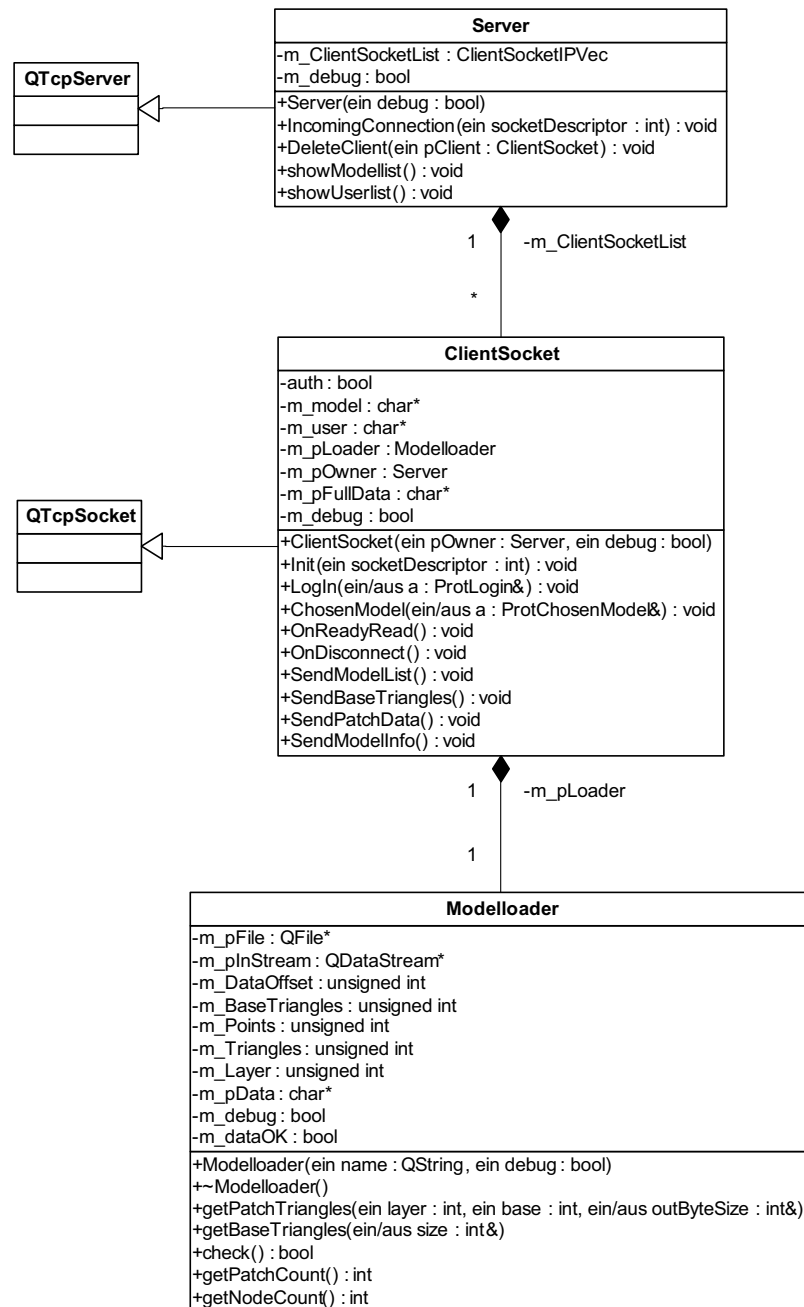 Server
-m_ClientSocketList : ClientSocketIPVec
-m_debug : bool
+Server(ein debug : bool)
+IncomingConnection(ein socketDescriptor : int) : void
+DeleteClient(ein pClient : ClientSocket) : void
+showModellist() : void
+showUserlist() : void
QTcpServer
1
-m_ClientSocketList
*
ClientSocket
-auth : bool
-m_model : char*
-m_user : char*
-m_pLoader : Modelloader
-m_pOwner : Server
-m_pFullData : char*
-m_debug : bool
+ClientSocket(ein pOwner : Server, ein debug : bool)
+Init(ein socketDescriptor : int) : void
+LogIn(ein/aus a : ProtLogin&) : void
+ChosenModel(ein/aus a : ProtChosenModel&) : void
+OnReadyRead() : void
+OnDisconnect() : void
+SendModelList() : void
+SendBaseTriangles() : void
+SendPatchData() : void
+SendModelInfo() : void
QTcpSocket
1
-m_pLoader
1
Modelloader
-m_pFile : QFile*
-m_pInStream : QDataStream*
-m_DataOffset : unsigned int
-m_BaseTriangles : unsigned int
-m_Points : unsigned int
-m_Triangles : unsigned int
-m_Layer : unsigned int
-m_pData : char*
-m_debug : bool
-m_dataOK : bool
+Modelloader(ein name : QString, ein debug : bool)
+~Modelloader()
+getPatchTriangles(ein layer : int, ein base : int, ein/aus outByteSize : int&)
+getBaseTriangles(ein/aus size : int&)
+check() : bool
+getPatchCount() : int
+getNodeCount() : int